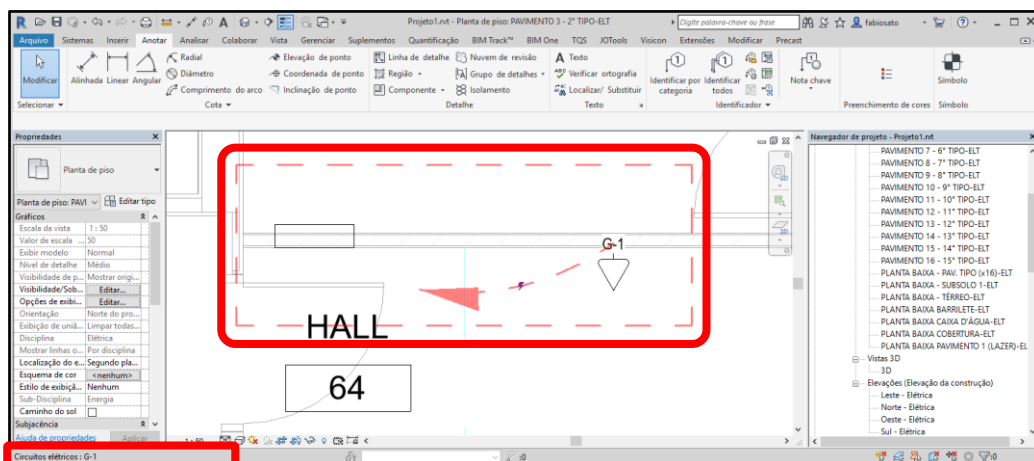 Projeto1.rvt - Planta de piso: PAVIMENTO 3 - 2° TIPO-ELT
Digite palavra-chave ou frase
fabiosato
Arquivo Sistemas Inserir Anotar Analisar Colaborar Vista Gerenciar Suplementos Quantificação BIM Track™ BIM One TQS JOTools Visicon Extensões Modificar Precast
Modificar
Alinhada Linear Angular
Radial
Diâmetro
Comprimento do arco
Elevação de ponto
Coordenada de ponto
Inclinação de ponto
Linha de detalhe
Região
Componente
Nuvem de revisão
Grupo de detalhes
Isolamento
A Texto
Verificar ortografia
Localizar/ Substituir
Identificar por categoria
Identificar todos
Nota chave
Símbolo
Selecionar
Cota
Detalhe
Texto
Identificador
Preenchimento de cores
Símbolo
Propriedades
Planta de piso
Planta de piso: PAVI
Editar tipo
Gráficos
Escala da vista 1 : 50
Valor de escala ... 50
Exibir modelo Normal
Nível de detalhe Médio
Visibilidade de p... Mostrar origi...
Visibilidade/Sob... Editar...
Opções de exibi... Editar...
Orientação Norte do pro...
Exibição de uniã... Limpar todas...
Disciplina Elétrica
Mostrar linhas o... Por disciplina
Localização do e... Segundo pla...
Esquema de cor <nenhum>
Estilo de exibiçã... Nenhum
Sub-Disciplina Energia
Caminho do sol
Subjacência
Ajuda de propriedades
Aplicar
G-1
HALL
64
Navegador de projeto - Projeto1.rvt
PAVIMENTO 7 - 6° TIPO-ELT
PAVIMENTO 8 - 7° TIPO-ELT
PAVIMENTO 9 - 8° TIPO-ELT
PAVIMENTO 10 - 9° TIPO-ELT
PAVIMENTO 11 - 10° TIPO-ELT
PAVIMENTO 12 - 11° TIPO-ELT
PAVIMENTO 13 - 12° TIPO-ELT
PAVIMENTO 14 - 13° TIPO-ELT
PAVIMENTO 15 - 14° TIPO-ELT
PAVIMENTO 16 - 15° TIPO-ELT
PLANTA BAIXA - PAV. TIPO (x16)-ELT
PLANTA BAIXA - SUBSOLO 1-ELT
PLANTA BAIXA - TÉRREO-ELT
PLANTA BAIXA BARRILETE-ELT
PLANTA BAIXA CAIXA D'ÁGUA-ELT
PLANTA BAIXA COBERTURA-ELT
PLANTA BAIXA PAVIMENTO 1 (LAZER)-EL
Vistas 3D
3D
Elevações (Elevação da construção)
Leste - Elétrica
Norte - Elétrica
Oeste - Elétrica
Sul - Elétrica
Circuitos elétricos : G-1
:0
:0